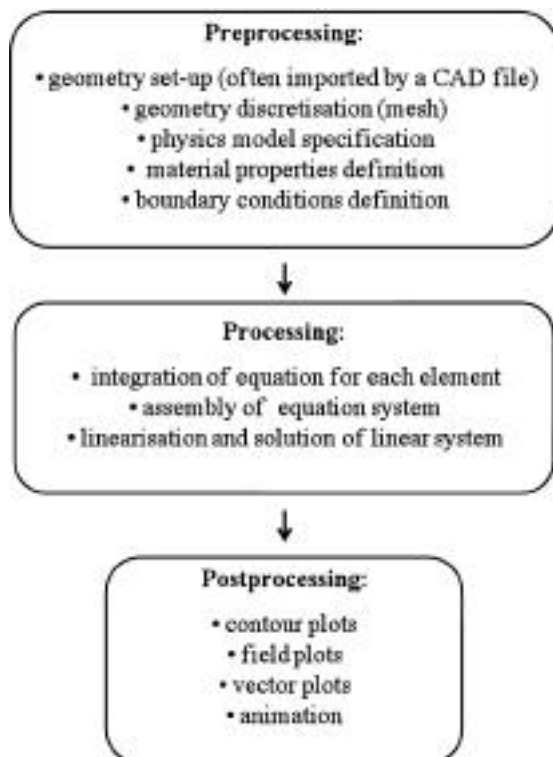 Preprocessing:
• geometry set-up (often imported by a CAD file)
• geometry discretisation (mesh)
• physics model specification
• material properties definition
• boundary conditions definition
Processing:
• integration of equation for each element
• assembly of equation system
• linearisation and solution of linear system
Postprocessing:
• contour plots
• field plots
• vector plots
• animation